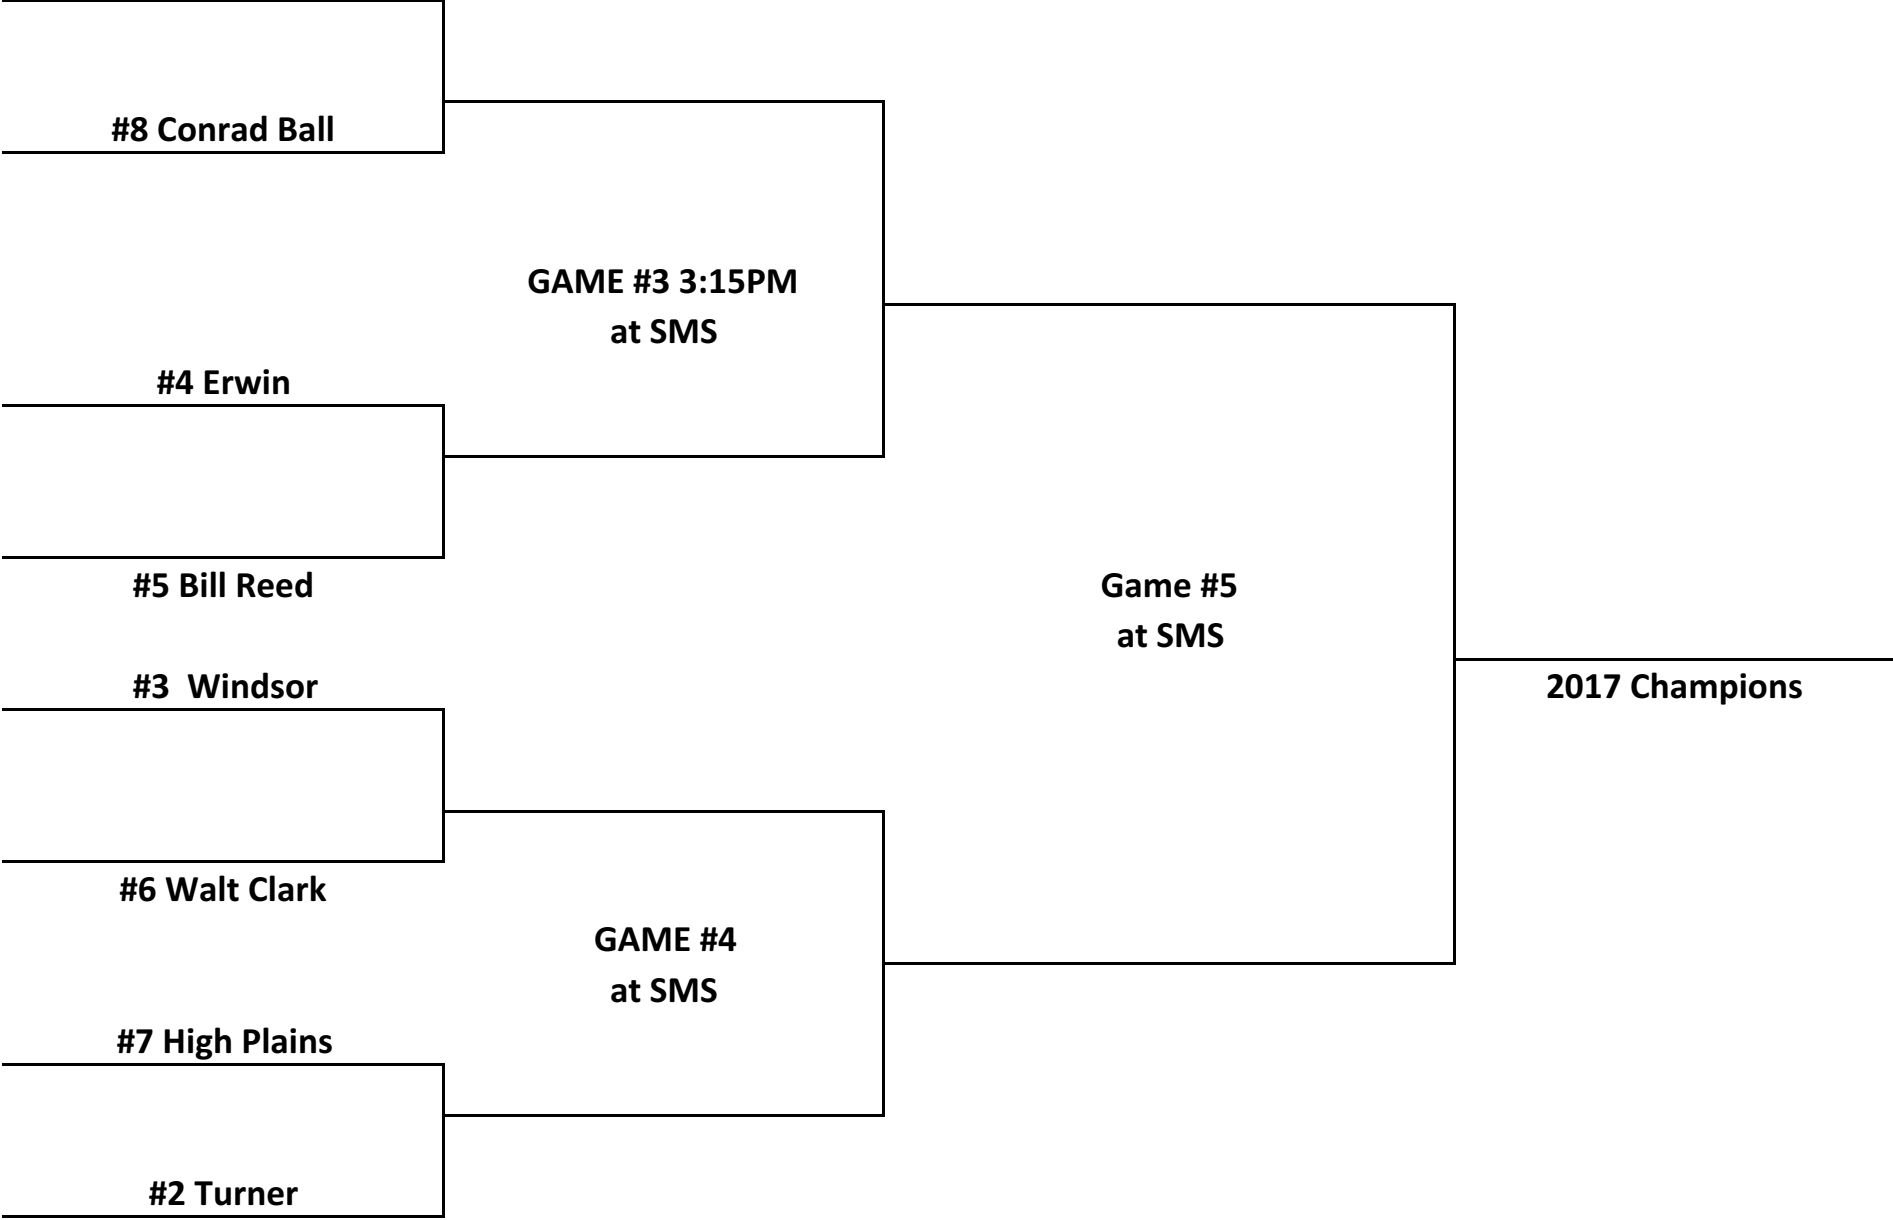 #8 Conrad Ball
GAME #3 3:15PM
at SMS
#4 Erwin
#5 Bill Reed
Game #5
at SMS
#3  Windsor
2017 Champions
#6 Walt Clark
GAME #4
at SMS
#7 High Plains
#2 Turner